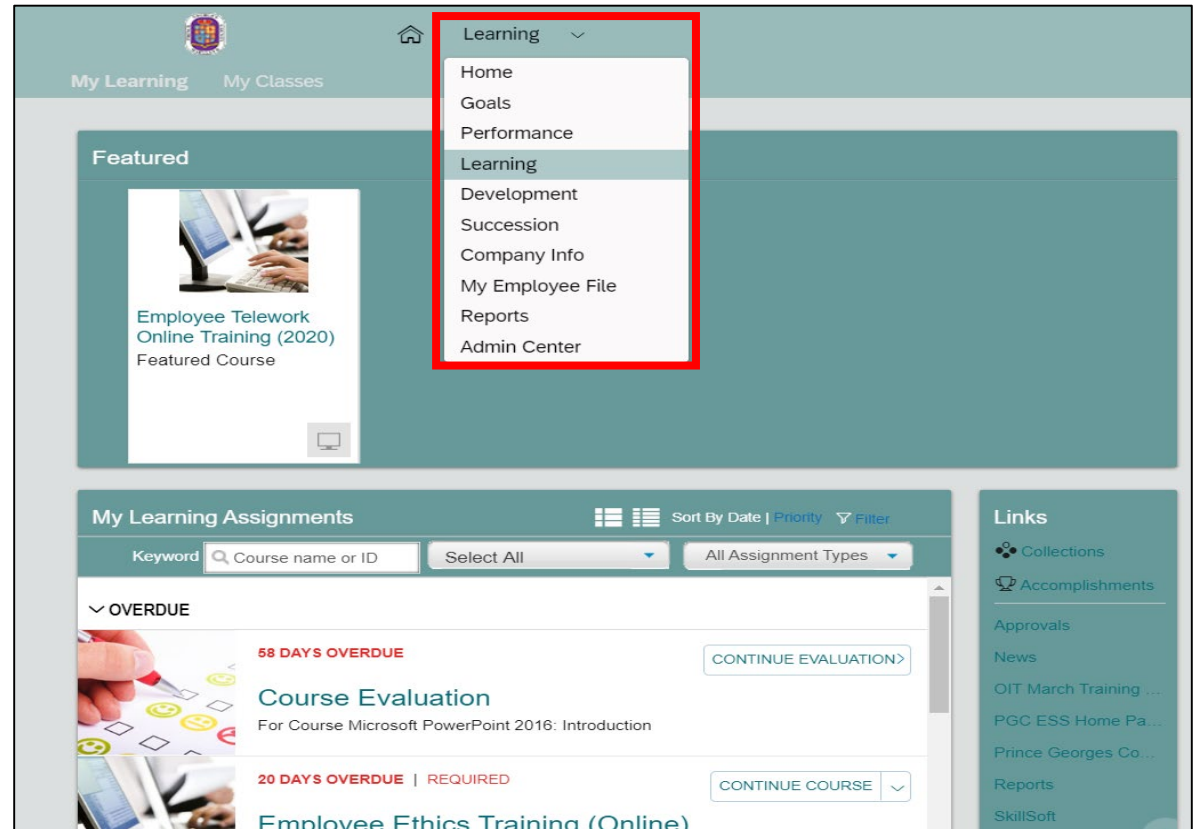 Learning
My Learning My Classes
Home
Goals
Performance
Learning
Development
Succession
Company Info
My Employee File
Reports
Admin Center
Featured
Employee Telework
Online Training (2020)
Featured Course
My Learning Assignments Sort By Date | Priority Filter
Keyword Course name or ID Select All All Assignment Types
OVERDUE
58 DAYS OVERDUE
CONTINUE EVALUATION>
Course Evaluation
For Course Microsoft PowerPoint 2016: Introduction
20 DAYS OVERDUE | REQUIRED
CONTINUE COURSE
Employee Ethics Training (Online)
Links
Collections
Accomplishments
Approvals
News
OIT March Training ...
PGC ESS Home Pa...
Prince Georges Co...
Reports
SkillSoft